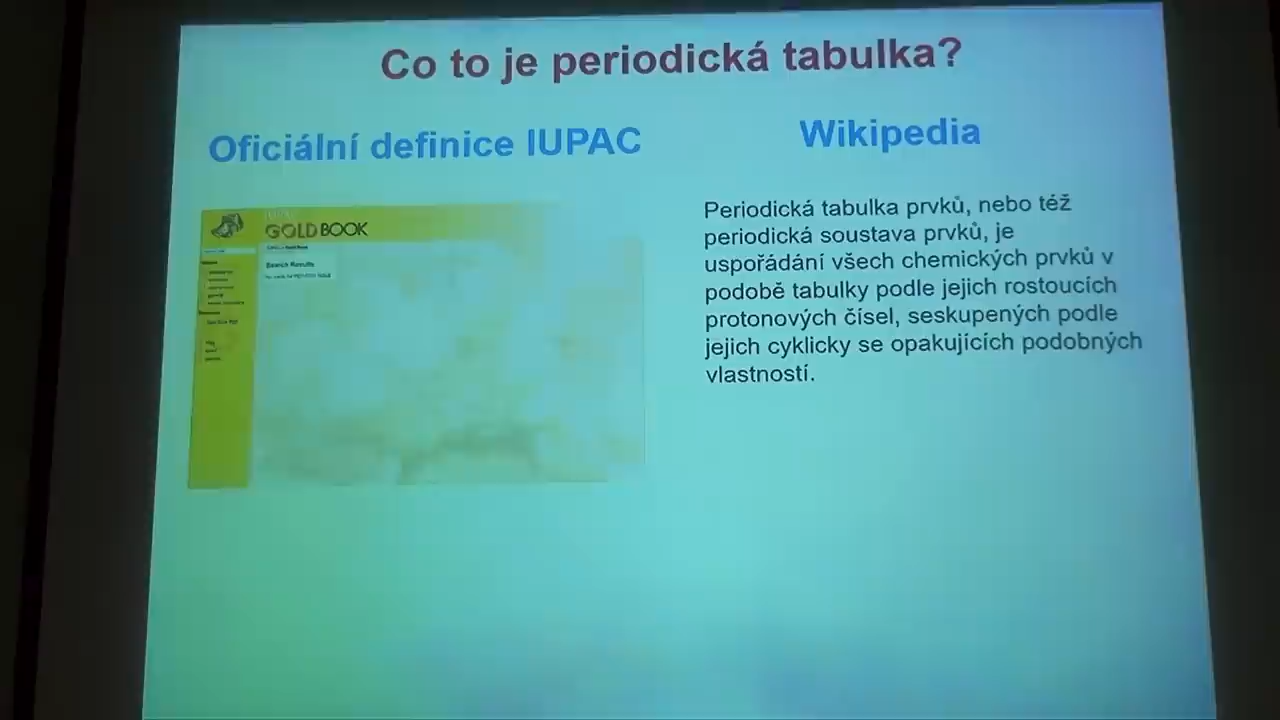 Co to je periodická tabulka?
Oficiální definice IUPAC
GOLD BOOK
Search Results
Wikipedia
Periodická tabulka prvků, nebo též
periodická soustava prvků, je
uspořádání všech chemických prvků v
podobě tabulky podle jejich rostoucích
protonových čísel, seskupených podle
jejich cyklicky se opakujících podobných
vlastností.